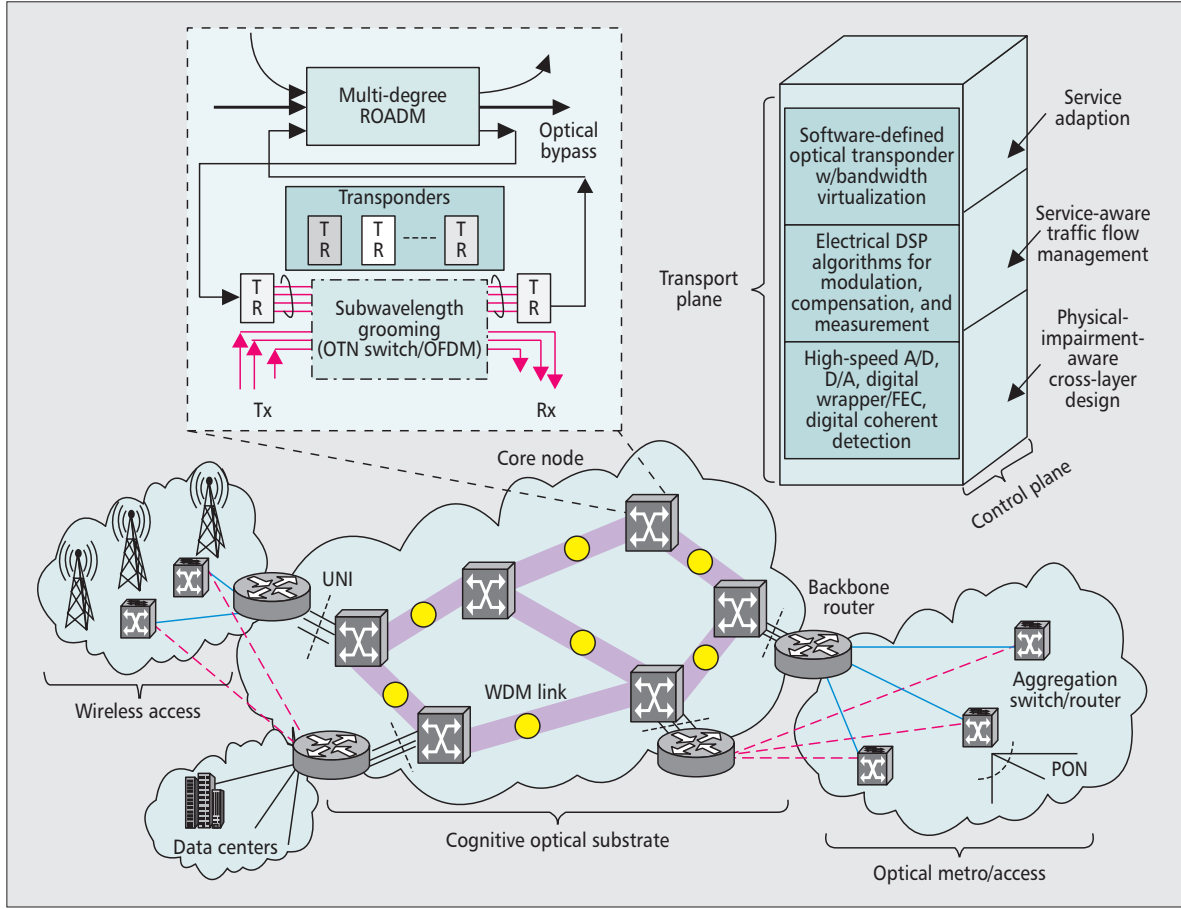 Multi-degree
ROADM
Optical
bypass
Transponders
T
R
T
R
T
R
T
R
T
R
Subwavelength
grooming
(OTN switch/OFDM)
Tx
Rx
Transport
plane
Software-defined
optical transponder
w/bandwidth
virtualization
Electrical DSP
algorithms for
modulation,
compensation, and
measurement
High-speed A/D,
D/A, digital
wrapper/FEC,
digital coherent
detection
Service
adaption
Service-aware
traffic flow
management
Physical-
impairment-
aware
cross-layer
design
Control plane
Core node
UNI
Backbone
router
WDM link
Wireless access
Aggregation
switch/router
PON
Data centers
Cognitive optical substrate
Optical metro/access